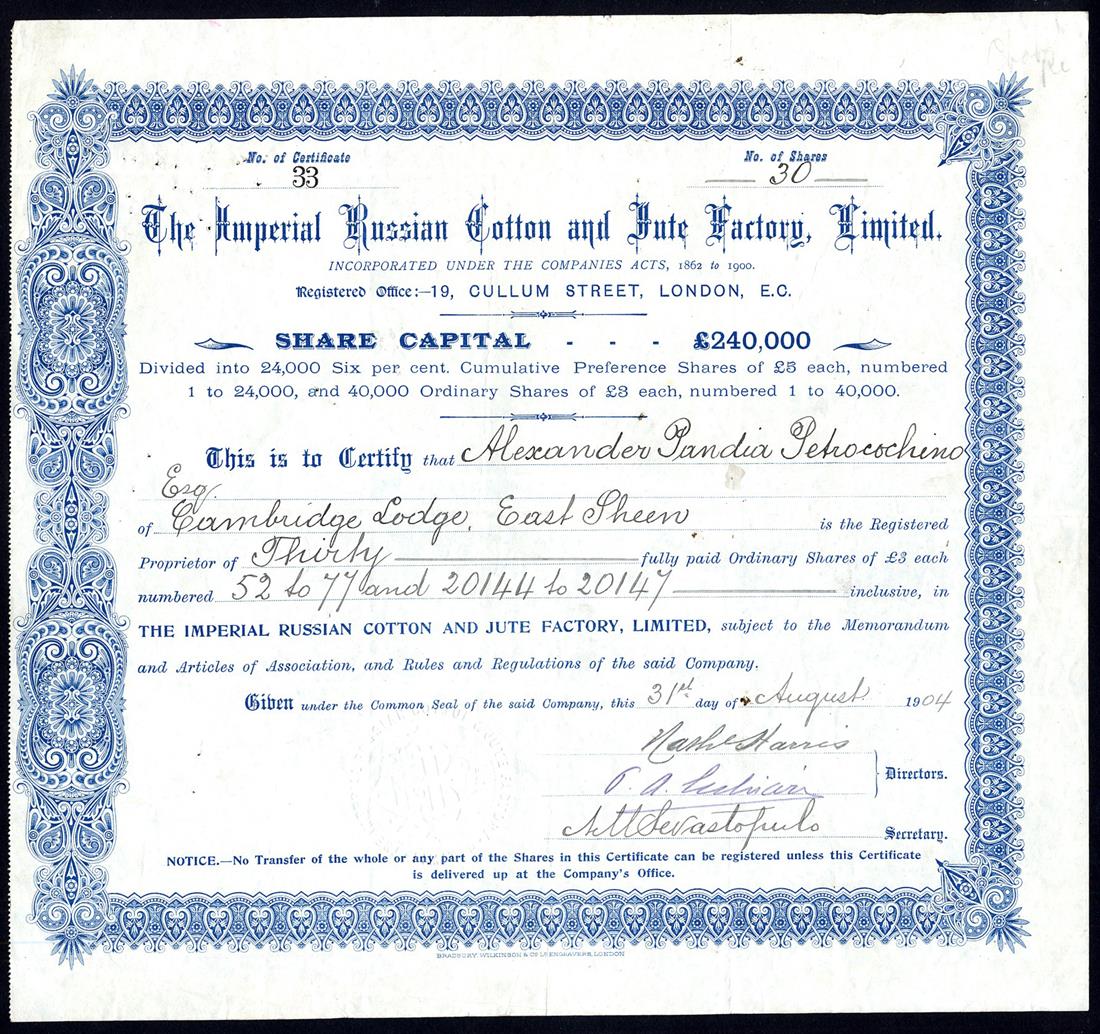 No. of Certificate
33
No. of Shares
30
The Imperial Russian Cotton and Jute Factory, Limited.
INCORPORATED UNDER THE COMPANIES ACTS, 1862 to 1900.
Registered Office:—19, CULLUM STREET, LONDON, E.C.
SHARE CAPITAL - - - £240,000
Divided into 24,000 Six per cent. Cumulative Preference Shares of £5 each, numbered
1 to 24,000, and 40,000 Ordinary Shares of £3 each, numbered 1 to 40,000.
This is to Certify that Alexander Pandia Petrocochino
Esq.
of Cambridge Lodge, East Sheen is the Registered
Proprietor of Thirty fully paid Ordinary Shares of £3 each
numbered 52 to 77 and 20144 to 20147 inclusive, in
THE IMPERIAL RUSSIAN COTTON AND JUTE FACTORY, LIMITED, subject to the Memorandum
and Articles of Association, and Rules and Regulations of the said Company.
Given under the Common Seal of the said Company, this 31st day of August 1904
Harris
Directors.
Sevastopulo
Secretary.
NOTICE.—No Transfer of the whole or any part of the Shares in this Certificate can be registered unless this Certificate
is delivered up at the Company's Office.
BRADBURY, WILKINSON & CO LD ENGRAVERS, LONDON